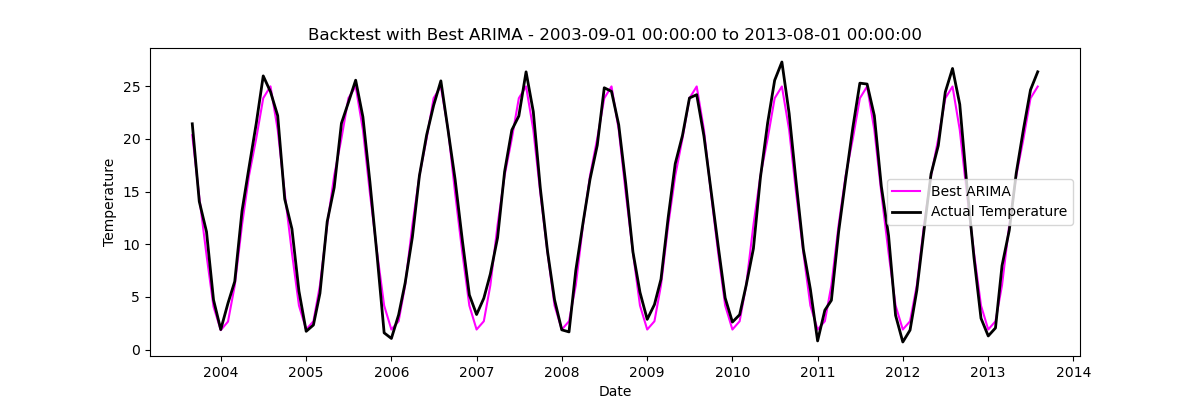 Backtest with Best ARIMA - 2003-09-01 00:00:00 to 2013-08-01 00:00:00
25
20
15
10
5
0
Temperature
Best ARIMA
Actual Temperature
2004 2005 2006 2007 2008 2009 2010 2011 2012 2013 2014
Date